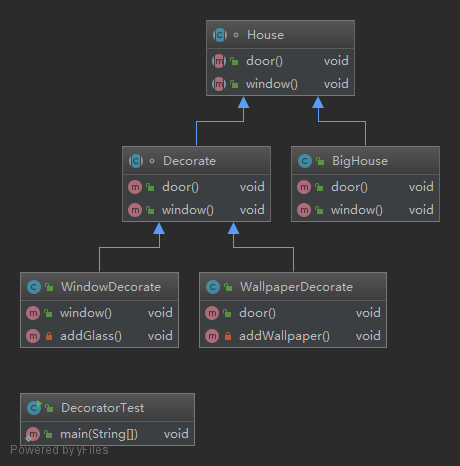 House
door() void
window() void
Decorate
door() void
window() void
BigHouse
door() void
window() void
WindowDecorate
window() void
addGlass() void
WallpaperDecorate
door() void
addWallpaper() void
DecoratorTest
main(String[]) void
Powered by yFiles